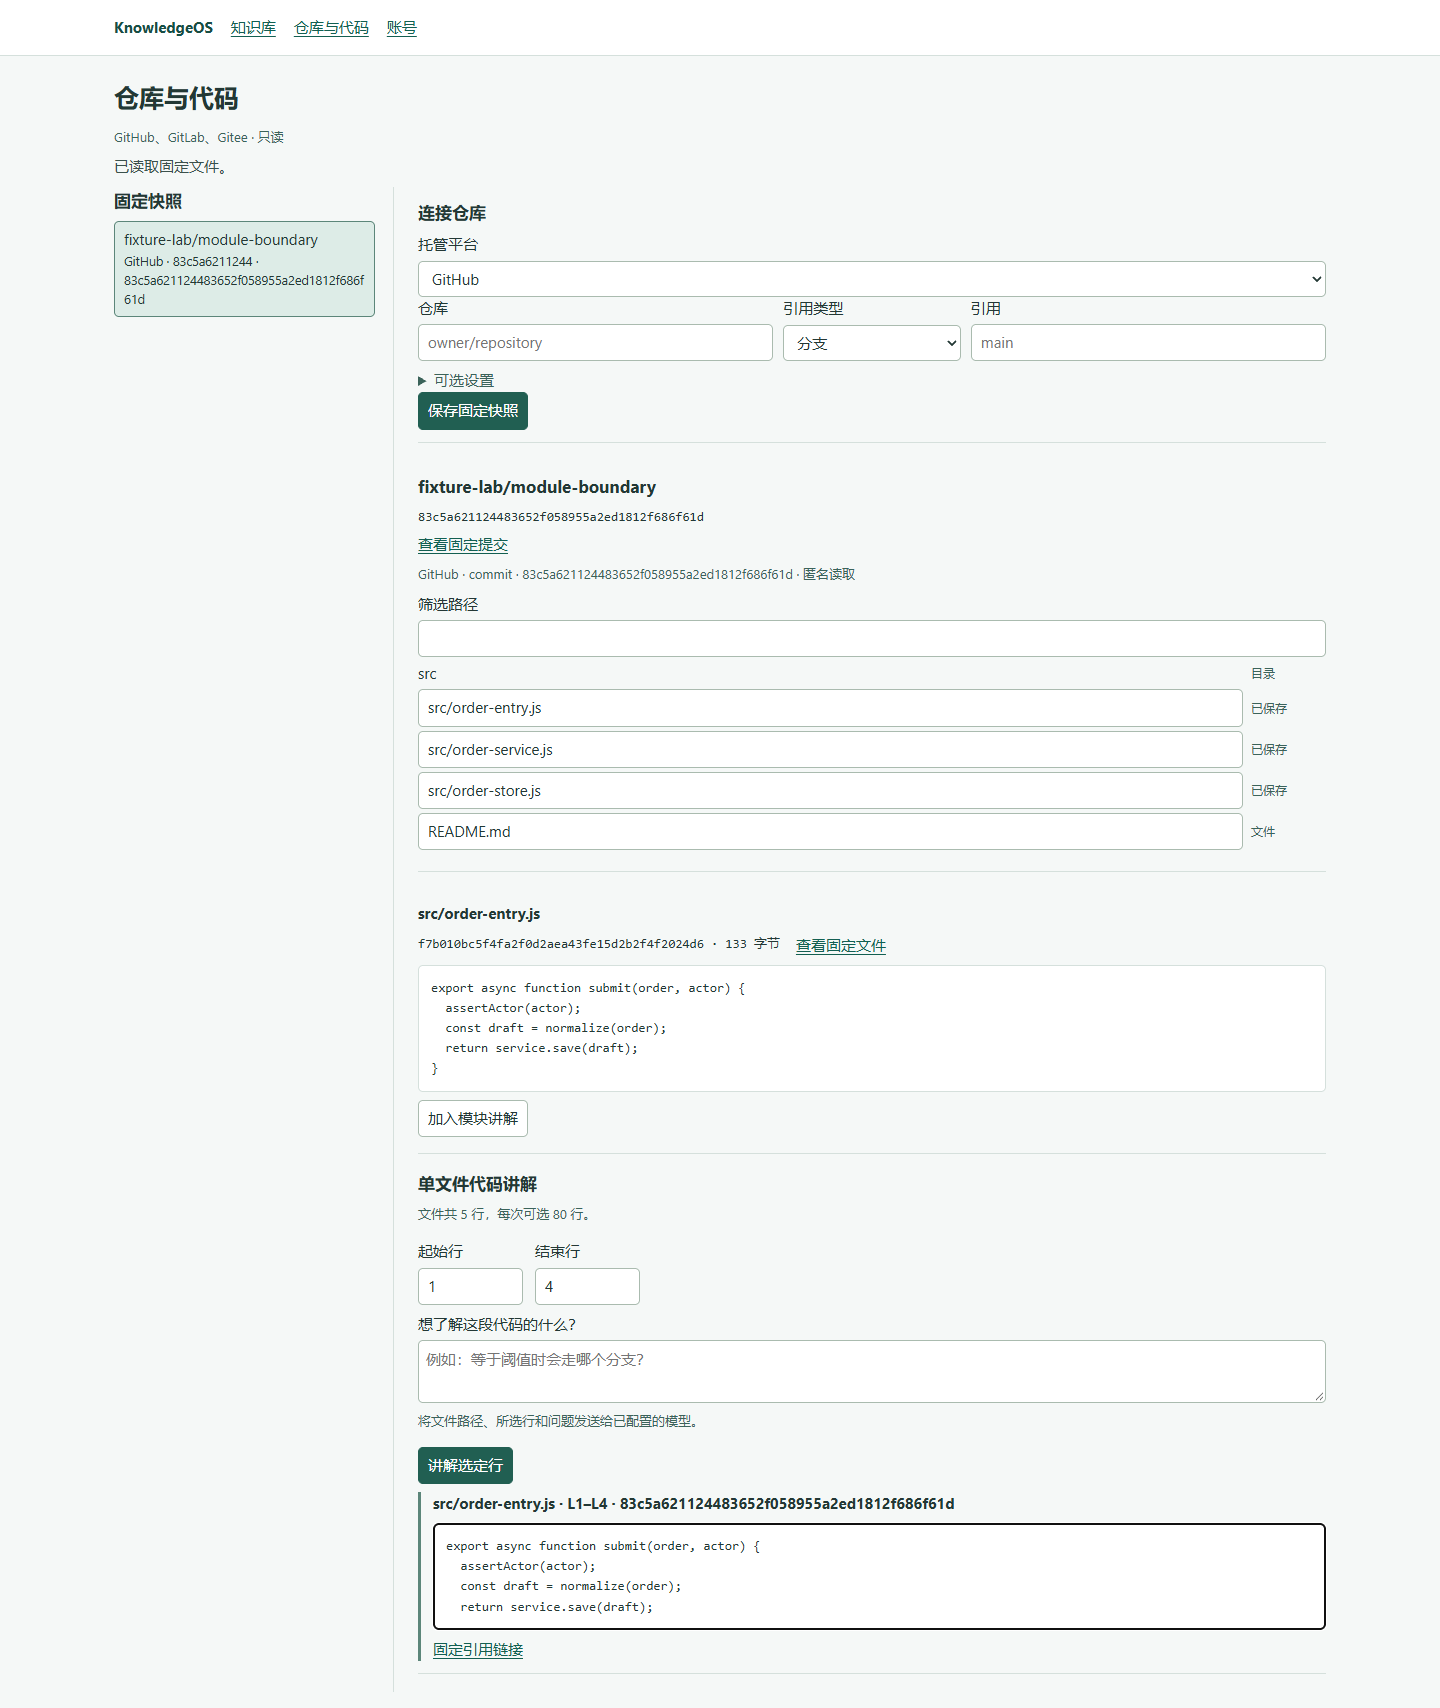 KnowledgeOS 知识库 仓库与代码 账号
仓库与代码
GitHub、GitLab、Gitee · 只读
已读取固定文件。
固定快照
fixture-lab/module-boundary
GitHub · 83c5a6211244 ·
83c5a621124483652f058955a2ed1812f686f
61d
连接仓库
托管平台
GitHub
仓库 引用类型 引用
owner/repository 分支 main
可选设置
保存固定快照
fixture-lab/module-boundary
83c5a621124483652f058955a2ed1812f686f61d
查看固定提交
GitHub · commit · 83c5a621124483652f058955a2ed1812f686f61d · 匿名读取
筛选路径
src 目录
src/order-entry.js 已保存
src/order-service.js 已保存
src/order-store.js 已保存
README.md 文件
src/order-entry.js
f7b010bc5f4fa2f0d2aea43fe15d2b2f4f2024d6 · 133 字节 查看固定文件
export async function submit(order, actor) {
  assertActor(actor);
  const draft = normalize(order);
  return service.save(draft);
}
加入模块讲解
单文件代码讲解
文件共 5 行，每次可选 80 行。
起始行 结束行
1 4
想了解这段代码的什么？
例如：等于阈值时会走哪个分支？
将文件路径、所选行和问题发送给已配置的模型。
讲解选定行
src/order-entry.js · L1–L4 · 83c5a621124483652f058955a2ed1812f686f61d
export async function submit(order, actor) {
  assertActor(actor);
  const draft = normalize(order);
  return service.save(draft);
固定引用链接